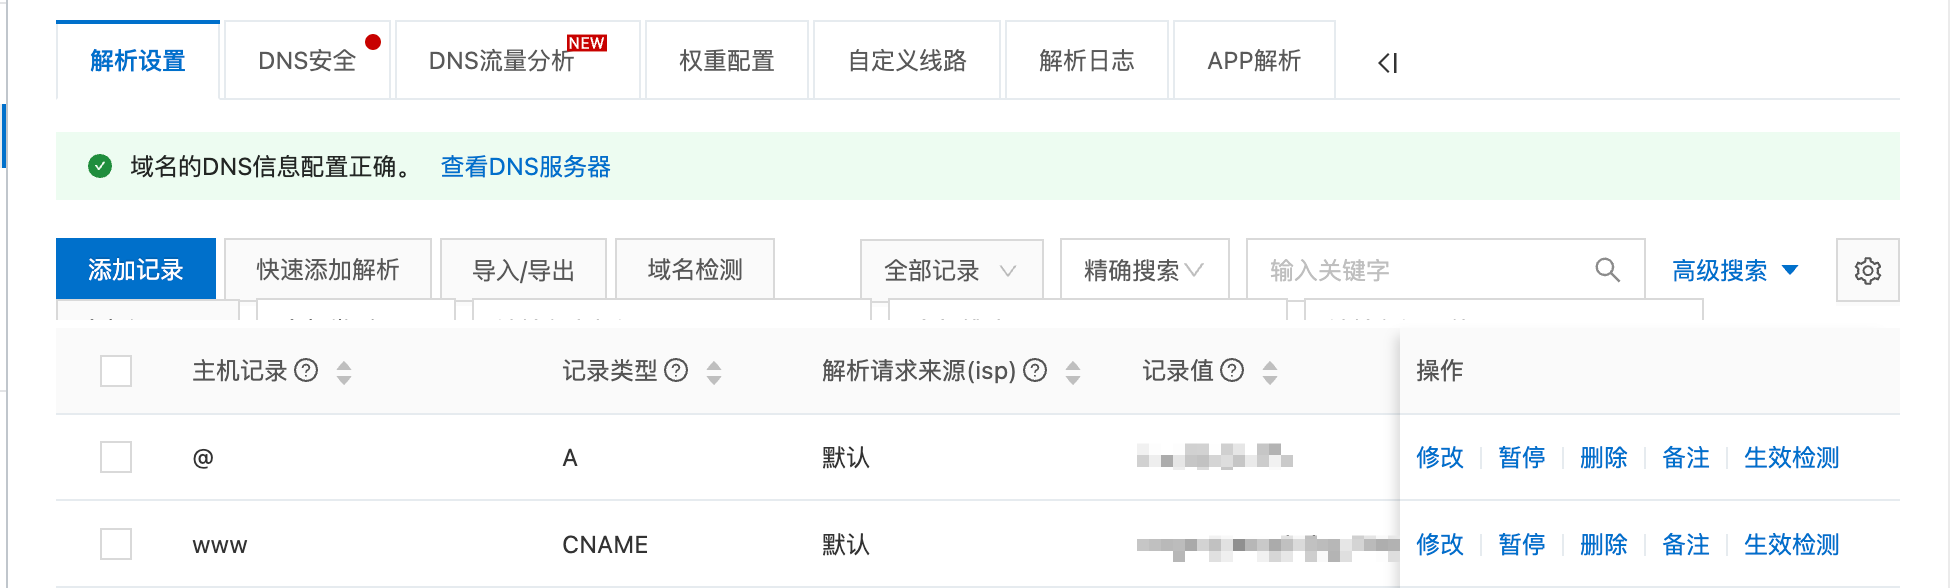 解析设置 DNS安全 DNS流量分析 NEW 权重配置 自定义线路 解析日志 APP解析
域名的DNS信息配置正确。 查看DNS服务器
添加记录 快速添加解析 导入/导出 域名检测 全部记录 精确搜索 输入关键字 高级搜索
主机记录 ? 记录类型 ? 解析请求来源(isp) ? 记录值 ? 操作
@ A 默认 修改 暂停 删除 备注 生效检测
www CNAME 默认 修改 暂停 删除 备注 生效检测